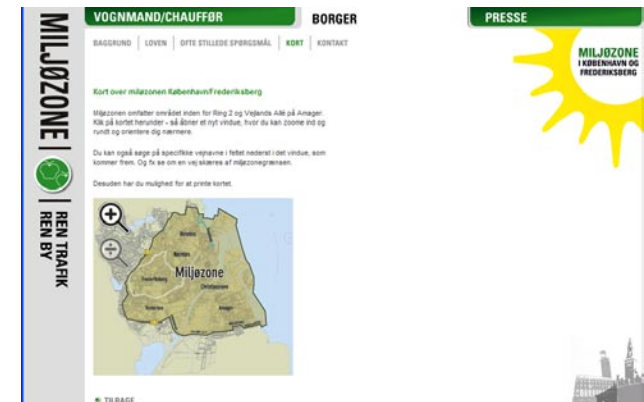 MILJØZONE
REN TRAFIK
REN BY
VOGNMAND/CHAUFFØR
BORGER
PRESSE
BAGGRUND | LOVEN | OFTE STILLEDE SPØRGSMÅL | KORT | KONTAKT
MILJØZONE
I KØBENHAVN OG
FREDERIKSBERG
Kort over miljøzonen København/Frederiksberg
Miljøzonen omfatter området inden for Ring 2 og Vejlands Allé på Amager.
Klik på kortet herunder - så åbner et nyt vindue, hvor du kan zoome ind og
rundt og orientere dig nærmere.
Du kan også søge på specifikke vejnavne i feltet nederst i det vindue, som
kommer frem. Og fx se om en vej skæres af miljøzonegrænsen.
Desuden har du mulighed for at printe kortet.
Miljøzone
Frederiksberg
Christianshavn
Amager
TILBAGE